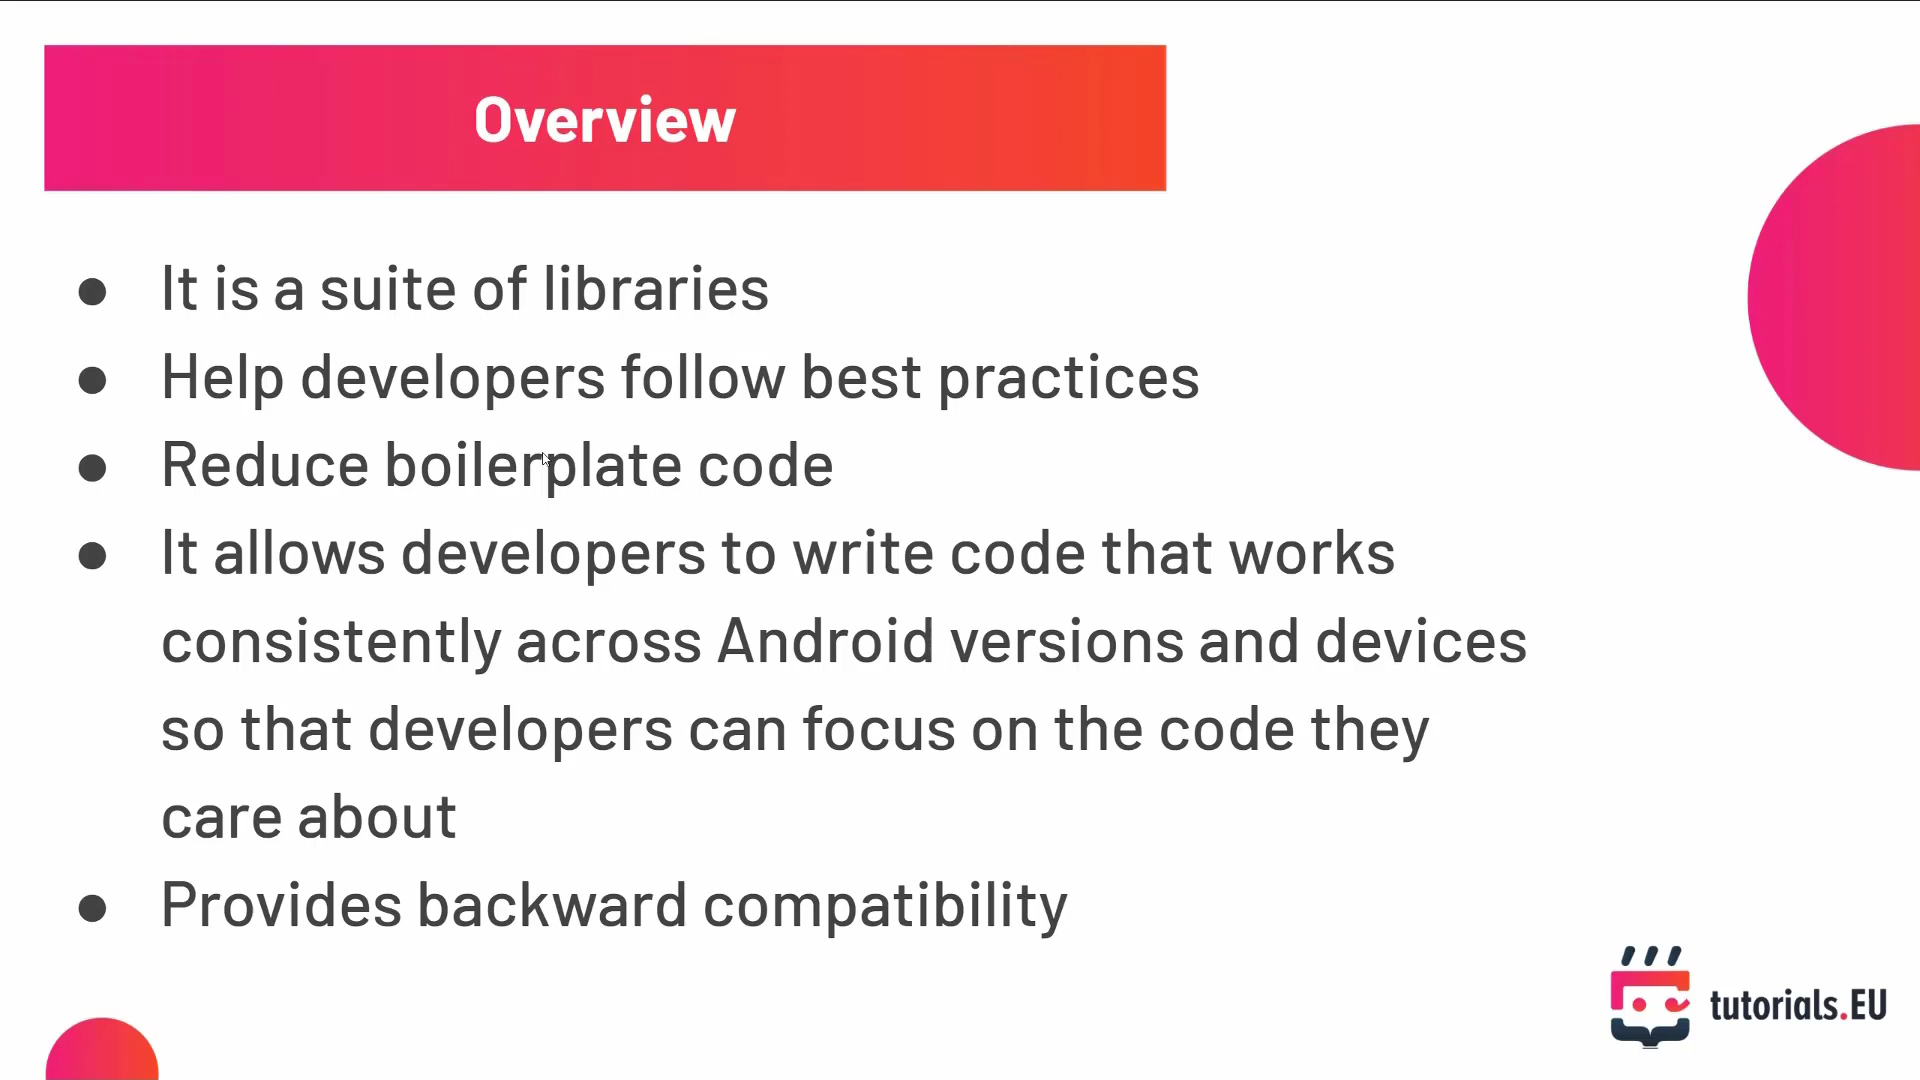 Overview
● It is a suite of libraries
● Help developers follow best practices
● Reduce boilerplate code
● It allows developers to write code that works
consistently across Android versions and devices
so that developers can focus on the code they
care about
● Provides backward compatibility
tutorials.EU